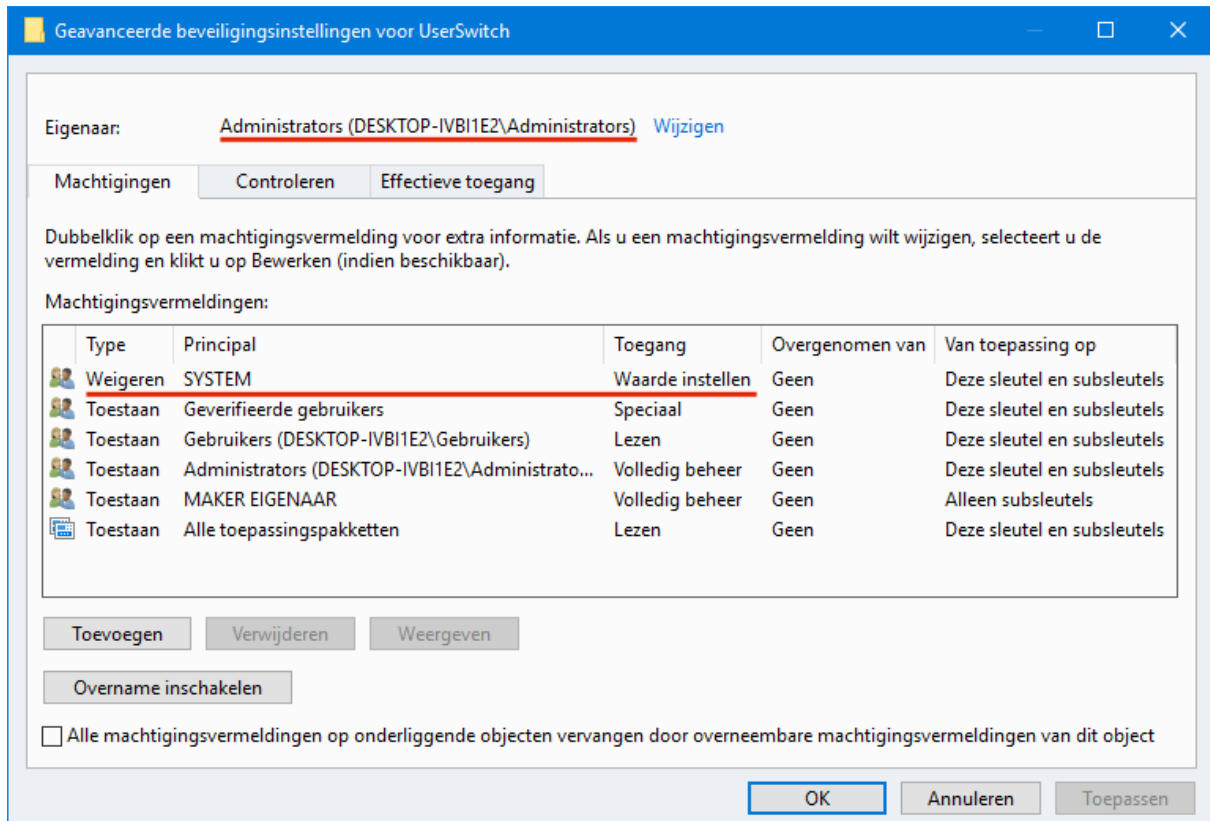 Geavanceerde beveiligingsinstellingen voor UserSwitch
Eigenaar: Administrators (DESKTOP-IVBI1E2\Administrators) Wijzigen
Machtigingen Controleren Effectieve toegang
Dubbelklik op een machtigingsvermelding voor extra informatie. Als u een machtigingsvermelding wilt wijzigen, selecteert u de
vermelding en klikt u op Bewerken (indien beschikbaar).
Machtigingsvermeldingen:
Type Principal Toegang Overgenomen van Van toepassing op
Weigeren SYSTEM Waarde instellen Geen Deze sleutel en subsleutels
Toestaan Geverifieerde gebruikers Speciaal Geen Deze sleutel en subsleutels
Toestaan Gebruikers (DESKTOP-IVBI1E2\Gebruikers) Lezen Geen Deze sleutel en subsleutels
Toestaan Administrators (DESKTOP-IVBI1E2\Administrato... Volledig beheer Geen Deze sleutel en subsleutels
Toestaan MAKER EIGENAAR Volledig beheer Geen Alleen subsleutels
Toestaan Alle toepassingspakketten Lezen Geen Deze sleutel en subsleutels
Toevoegen Verwijderen Weergeven
Overname inschakelen
Alle machtigingsvermeldingen op onderliggende objecten vervangen door overneembare machtigingsvermeldingen van dit object
OK Annuleren Toepassen